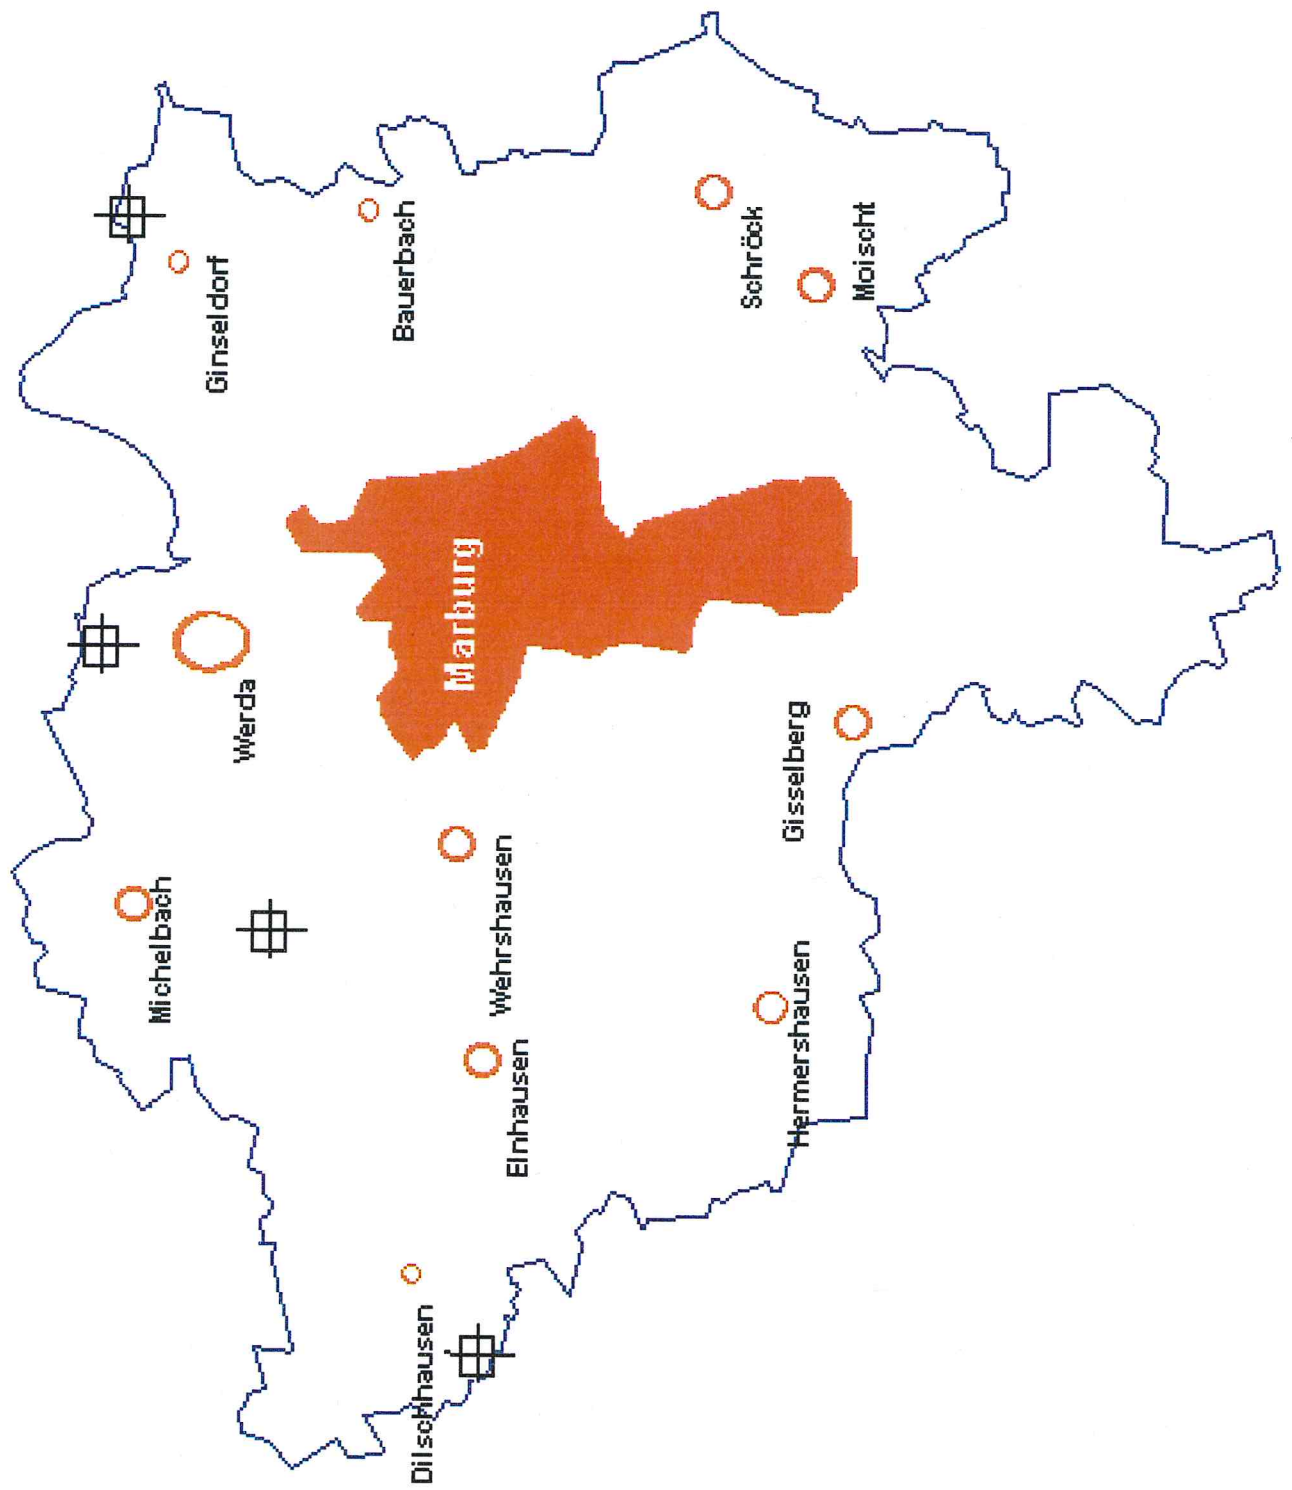 Michelbach
Werda
Ginseldorf
Bauerbach
Dilschhausen
Elnhausen
Wehrshausen
Marburg
Schröck
Moischt
Hermershausen
Gisselberg